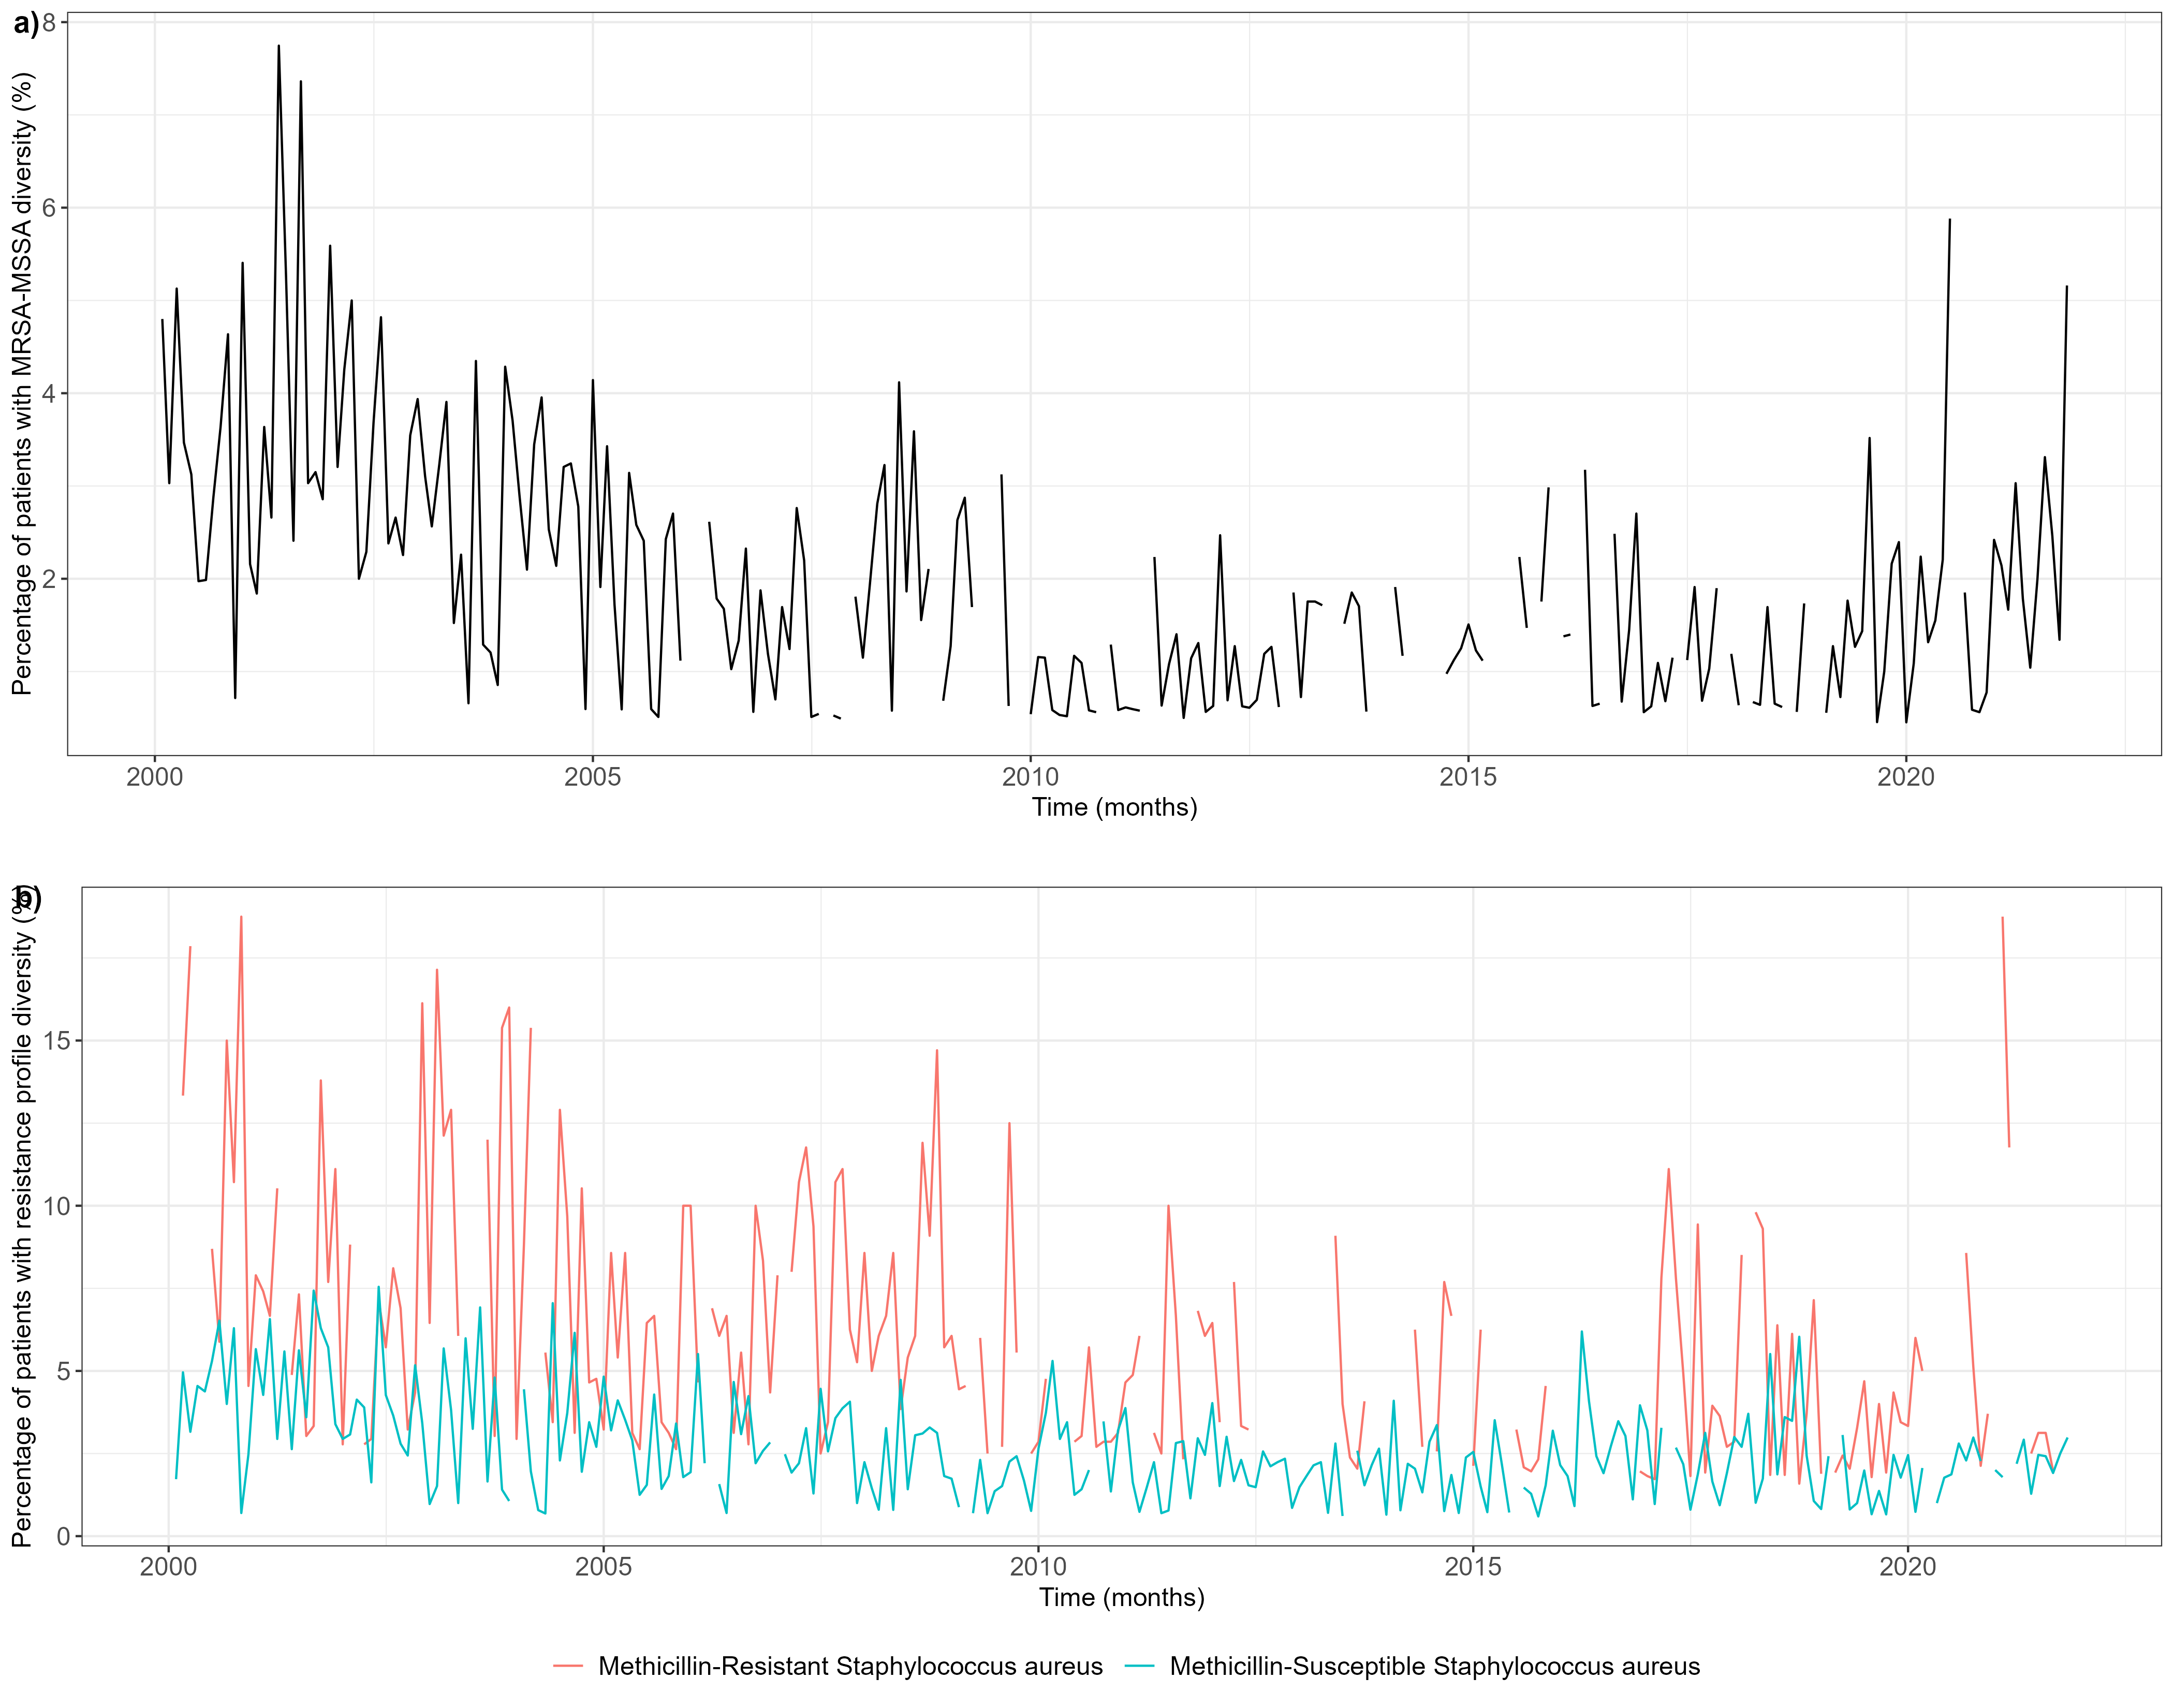 a)
Percentage of patients with MRSA-MSSA diversity (%)
8
6
4
2
2000 2005 2010 2015 2020
Time (months)
b)
Percentage of patients with resistance profile diversity (%)
15
10
5
0
2000 2005 2010 2015 2020
Time (months)
Methicillin-Resistant Staphylococcus aureus Methicillin-Susceptible Staphylococcus aureus